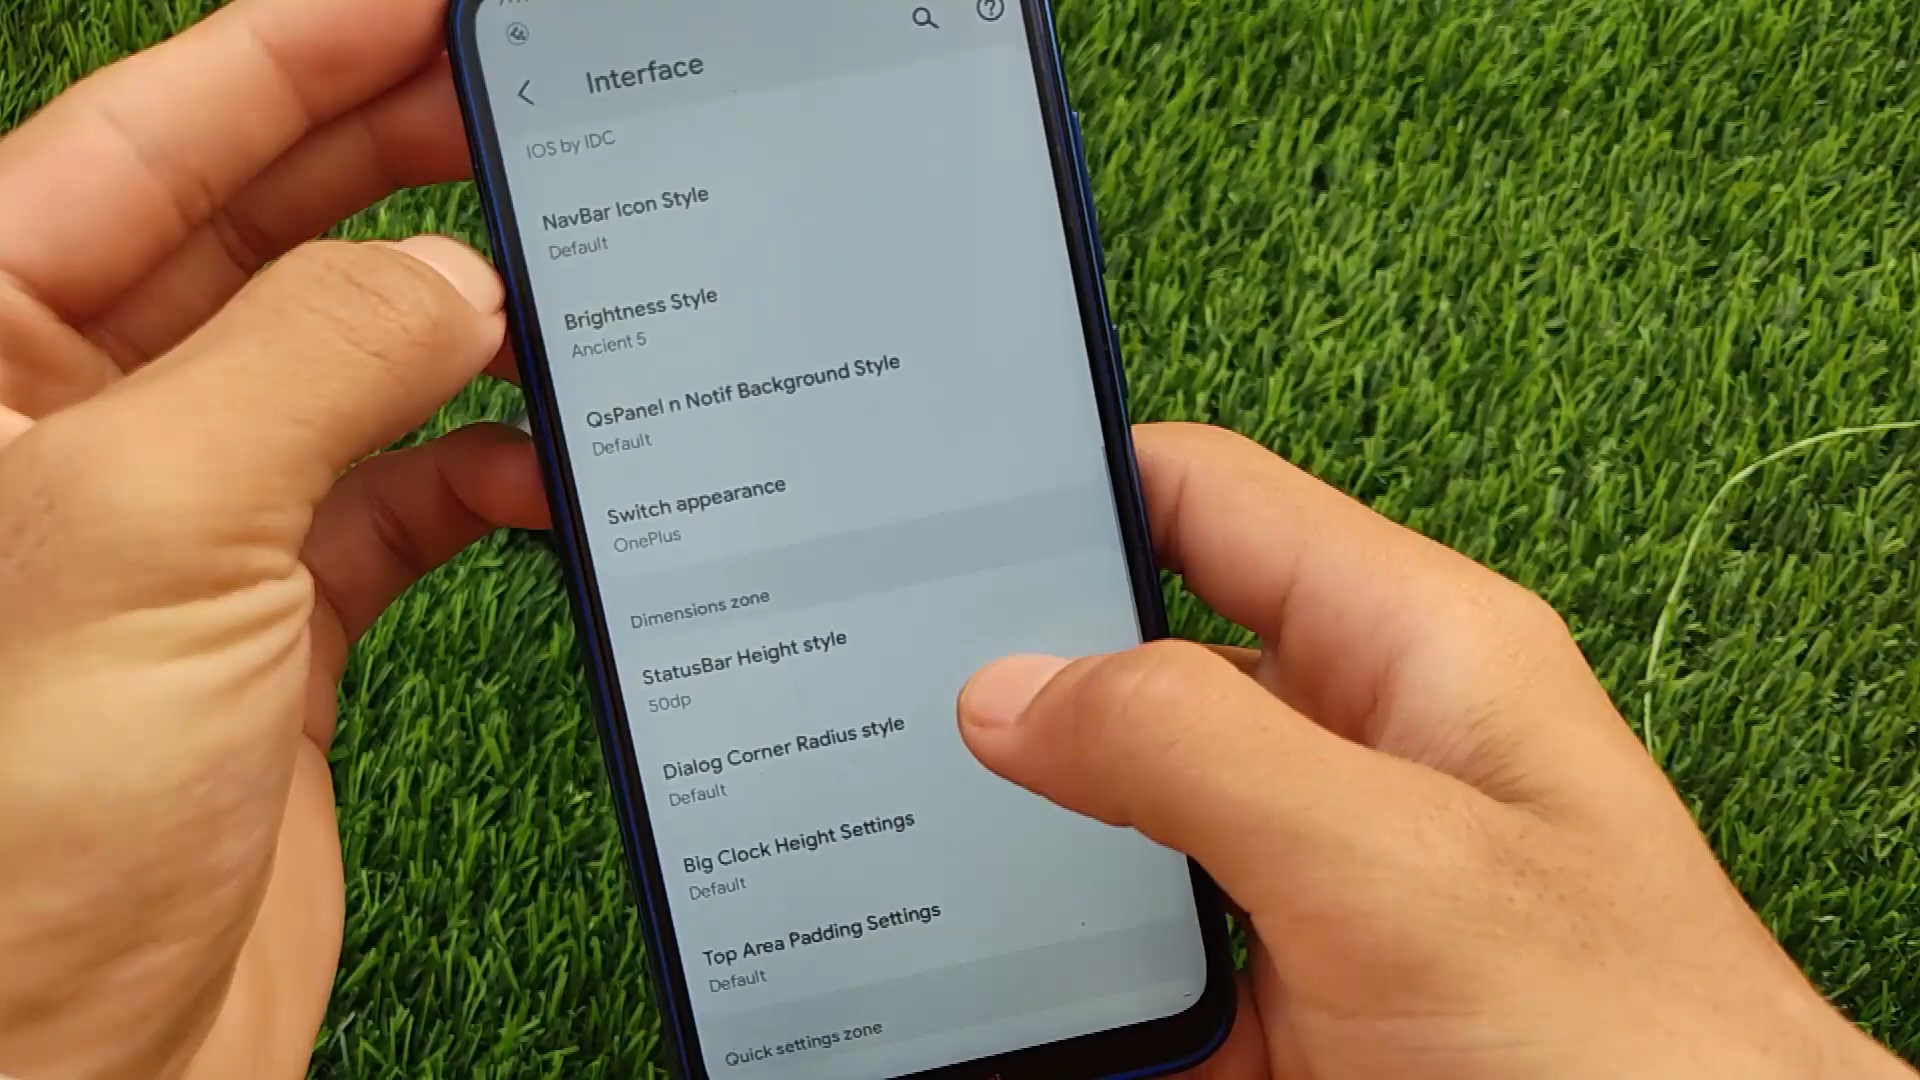 Interface
IOS by IDC
NavBar Icon Style
Default
Brightness Style
Ancient 5
QsPanel n Notif Background Style
Default
Switch appearance
OnePlus
Dimensions zone
StatusBar Height style
50dp
Dialog Corner Radius style
Default
Big Clock Height Settings
Default
Top Area Padding Settings
Default
Quick settings zone